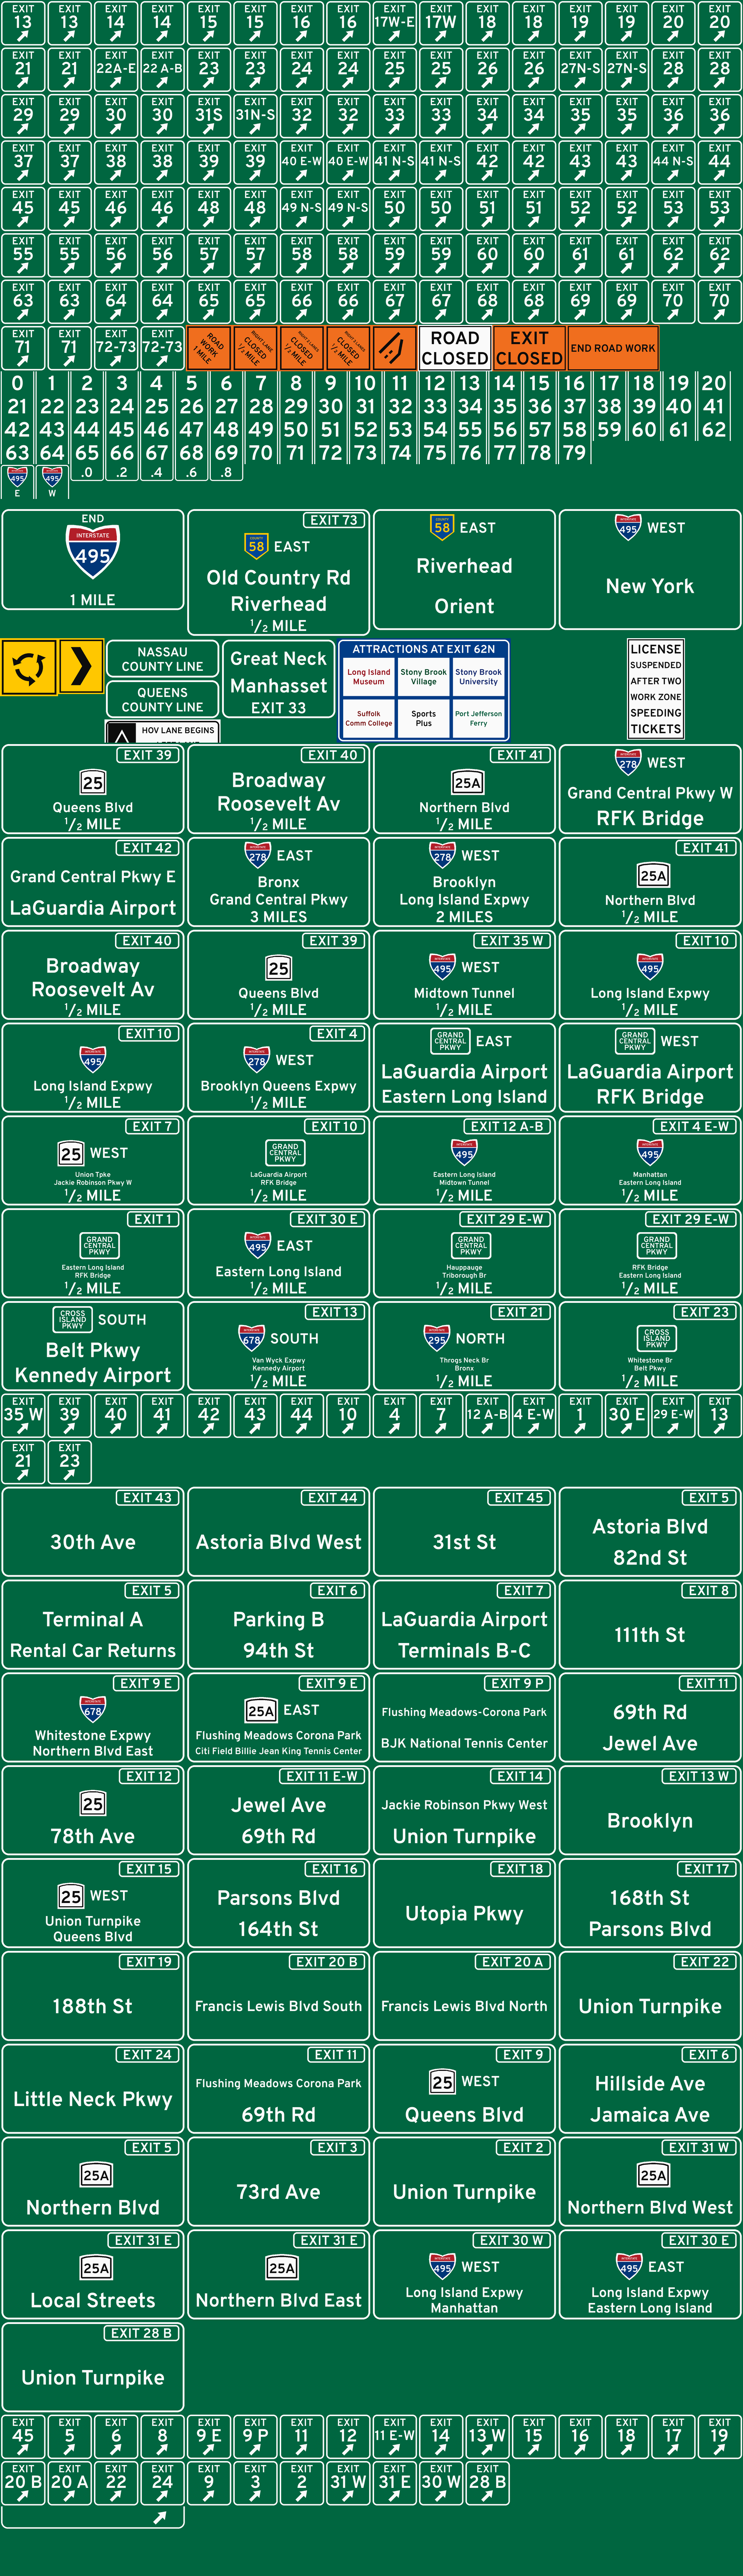 EXIT EXIT EXIT EXIT EXIT EXIT EXIT EXIT EXIT EXIT EXIT EXIT EXIT EXIT EXIT EXIT
13 13 14 14 15 15 16 16 17W-E 17W 18 18 19 19 20 20
EXIT EXIT EXIT EXIT EXIT EXIT EXIT EXIT EXIT EXIT EXIT EXIT EXIT EXIT EXIT EXIT
21 21 22A-E 22 A-B 23 23 24 24 25 25 26 26 27N-S 27N-S 28 28
EXIT EXIT EXIT EXIT EXIT EXIT EXIT EXIT EXIT EXIT EXIT EXIT EXIT EXIT EXIT EXIT
29 29 30 30 31S 31N-S 32 32 33 33 34 34 35 35 36 36
EXIT EXIT EXIT EXIT EXIT EXIT EXIT EXIT EXIT EXIT EXIT EXIT EXIT EXIT EXIT EXIT
37 37 38 38 39 39 40 E-W 40 E-W 41 N-S 41 N-S 42 42 43 43 44 N-S 44
EXIT EXIT EXIT EXIT EXIT EXIT EXIT EXIT EXIT EXIT EXIT EXIT EXIT EXIT EXIT EXIT
45 45 46 46 48 48 49 N-S 49 N-S 50 50 51 51 52 52 53 53
EXIT EXIT EXIT EXIT EXIT EXIT EXIT EXIT EXIT EXIT EXIT EXIT EXIT EXIT EXIT EXIT
55 55 56 56 57 57 58 58 59 59 60 60 61 61 62 62
EXIT EXIT EXIT EXIT EXIT EXIT EXIT EXIT EXIT EXIT EXIT EXIT EXIT EXIT EXIT EXIT
63 63 64 64 65 65 66 66 67 67 68 68 69 69 70 70
EXIT EXIT EXIT EXIT
71 71 72-73 72-73
ROAD
WORK
1 MILE
RIGHT LANE
CLOSED
1/2 MILE
CLOSED
1/2 MILE
CLOSED
1/2 MILE
ROAD
CLOSED
EXIT
CLOSED
END ROAD WORK
0 1 2 3 4 5 6 7 8 9 10 11 12 13 14 15 16 17 18 19 20
21 22 23 24 25 26 27 28 29 30 31 32 33 34 35 36 37 38 39 40 41
42 43 44 45 46 47 48 49 50 51 52 53 54 55 56 57 58 59 60 61 62
63 64 65 66 67 68 69 70 71 72 73 74 75 76 77 78 79
495 495 .0 .2 .4 .6 .8
E W
END
INTERSTATE
495
1 MILE
EXIT 73
COUNTY
58 EAST
Old Country Rd
Riverhead
1/2 MILE
COUNTY
58 EAST
Riverhead
Orient
495 WEST
New York
NASSAU
COUNTY LINE
QUEENS
COUNTY LINE
HOV LANE BEGINS
Great Neck
Manhasset
EXIT 33
ATTRACTIONS AT EXIT 62N
Long Island
Museum
Stony Brook
Village
Stony Brook
University
Suffolk
Comm College
Sports
Plus
Port Jefferson
Ferry
LICENSE
SUSPENDED
AFTER TWO
WORK ZONE
SPEEDING
TICKETS
EXIT 39
25
Queens Blvd
1/2 MILE
EXIT 40
Broadway
Roosevelt Av
1/2 MILE
EXIT 41
25A
Northern Blvd
1/2 MILE
278 WEST
Grand Central Pkwy W
RFK Bridge
EXIT 42
Grand Central Pkwy E
LaGuardia Airport
278 EAST
Bronx
Grand Central Pkwy
3 MILES
278 WEST
Brooklyn
Long Island Expwy
2 MILES
EXIT 41
25A
Northern Blvd
1/2 MILE
EXIT 40
Broadway
Roosevelt Av
1/2 MILE
EXIT 39
25
Queens Blvd
1/2 MILE
EXIT 35 W
495 WEST
Midtown Tunnel
1/2 MILE
EXIT 10
495
Long Island Expwy
1/2 MILE
EXIT 10
495
Long Island Expwy
1/2 MILE
EXIT 4
278 WEST
Brooklyn Queens Expwy
1/2 MILE
GRAND
CENTRAL
PKWY
EAST
LaGuardia Airport
Eastern Long Island
GRAND
CENTRAL
PKWY
WEST
LaGuardia Airport
RFK Bridge
EXIT 7
25 WEST
Union Tpke
Jackie Robinson Pkwy W
1/2 MILE
EXIT 10
GRAND
CENTRAL
PKWY
LaGuardia Airport
RFK Bridge
1/2 MILE
EXIT 12 A-B
495
Eastern Long Island
Midtown Tunnel
1/2 MILE
EXIT 4 E-W
495
Manhattan
Eastern Long Island
1/2 MILE
EXIT 1
GRAND
CENTRAL
PKWY
Eastern Long Island
RFK Bridge
1/2 MILE
EXIT 30 E
495 EAST
Eastern Long Island
1/2 MILE
EXIT 29 E-W
GRAND
CENTRAL
PKWY
Hauppauge
Triborough Br
1/2 MILE
EXIT 29 E-W
GRAND
CENTRAL
PKWY
RFK Bridge
Eastern Long Island
1/2 MILE
CROSS
ISLAND
PKWY
SOUTH
Belt Pkwy
Kennedy Airport
EXIT 13
678 SOUTH
Van Wyck Expwy
Kennedy Airport
1/2 MILE
EXIT 21
295 NORTH
Throgs Neck Br
Bronx
1/2 MILE
EXIT 23
CROSS
ISLAND
PKWY
Whitestone Br
Belt Pkwy
1/2 MILE
EXIT EXIT EXIT EXIT EXIT EXIT EXIT EXIT EXIT EXIT EXIT EXIT EXIT EXIT EXIT EXIT
35 W 39 40 41 42 43 44 10 4 7 12 A-B 4 E-W 1 30 E 29 E-W 13
EXIT EXIT
21 23
EXIT 43
30th Ave
EXIT 44
Astoria Blvd West
EXIT 45
31st St
EXIT 5
Astoria Blvd
82nd St
EXIT 5
Terminal A
Rental Car Returns
EXIT 6
Parking B
94th St
EXIT 7
LaGuardia Airport
Terminals B-C
EXIT 8
111th St
EXIT 9 E
678
Whitestone Expwy
Northern Blvd East
EXIT 9 E
25A EAST
Flushing Meadows Corona Park
Citi Field Billie Jean King Tennis Center
EXIT 9 P
Flushing Meadows-Corona Park
BJK National Tennis Center
EXIT 11
69th Rd
Jewel Ave
EXIT 12
25
78th Ave
EXIT 11 E-W
Jewel Ave
69th Rd
EXIT 14
Jackie Robinson Pkwy West
Union Turnpike
EXIT 13 W
Brooklyn
EXIT 15
25 WEST
Union Turnpike
Queens Blvd
EXIT 16
Parsons Blvd
164th St
EXIT 18
Utopia Pkwy
EXIT 17
168th St
Parsons Blvd
EXIT 19
188th St
EXIT 20 B
Francis Lewis Blvd South
EXIT 20 A
Francis Lewis Blvd North
EXIT 22
Union Turnpike
EXIT 24
Little Neck Pkwy
EXIT 11
Flushing Meadows Corona Park
69th Rd
EXIT 9
25 WEST
Queens Blvd
EXIT 6
Hillside Ave
Jamaica Ave
EXIT 5
25A
Northern Blvd
EXIT 3
73rd Ave
EXIT 2
Union Turnpike
EXIT 31 W
25A
Northern Blvd West
EXIT 31 E
25A
Local Streets
EXIT 31 E
25A
Northern Blvd East
EXIT 30 W
495 WEST
Long Island Expwy
Manhattan
EXIT 30 E
495 EAST
Long Island Expwy
Eastern Long Island
EXIT 28 B
Union Turnpike
EXIT EXIT EXIT EXIT EXIT EXIT EXIT EXIT EXIT EXIT EXIT EXIT EXIT EXIT EXIT EXIT
45 5 6 8 9 E 9 P 11 12 11 E-W 14 13 W 15 16 18 17 19
EXIT EXIT EXIT EXIT EXIT EXIT EXIT EXIT EXIT EXIT EXIT
20 B 20 A 22 24 9 3 2 31 W 31 E 30 W 28 B